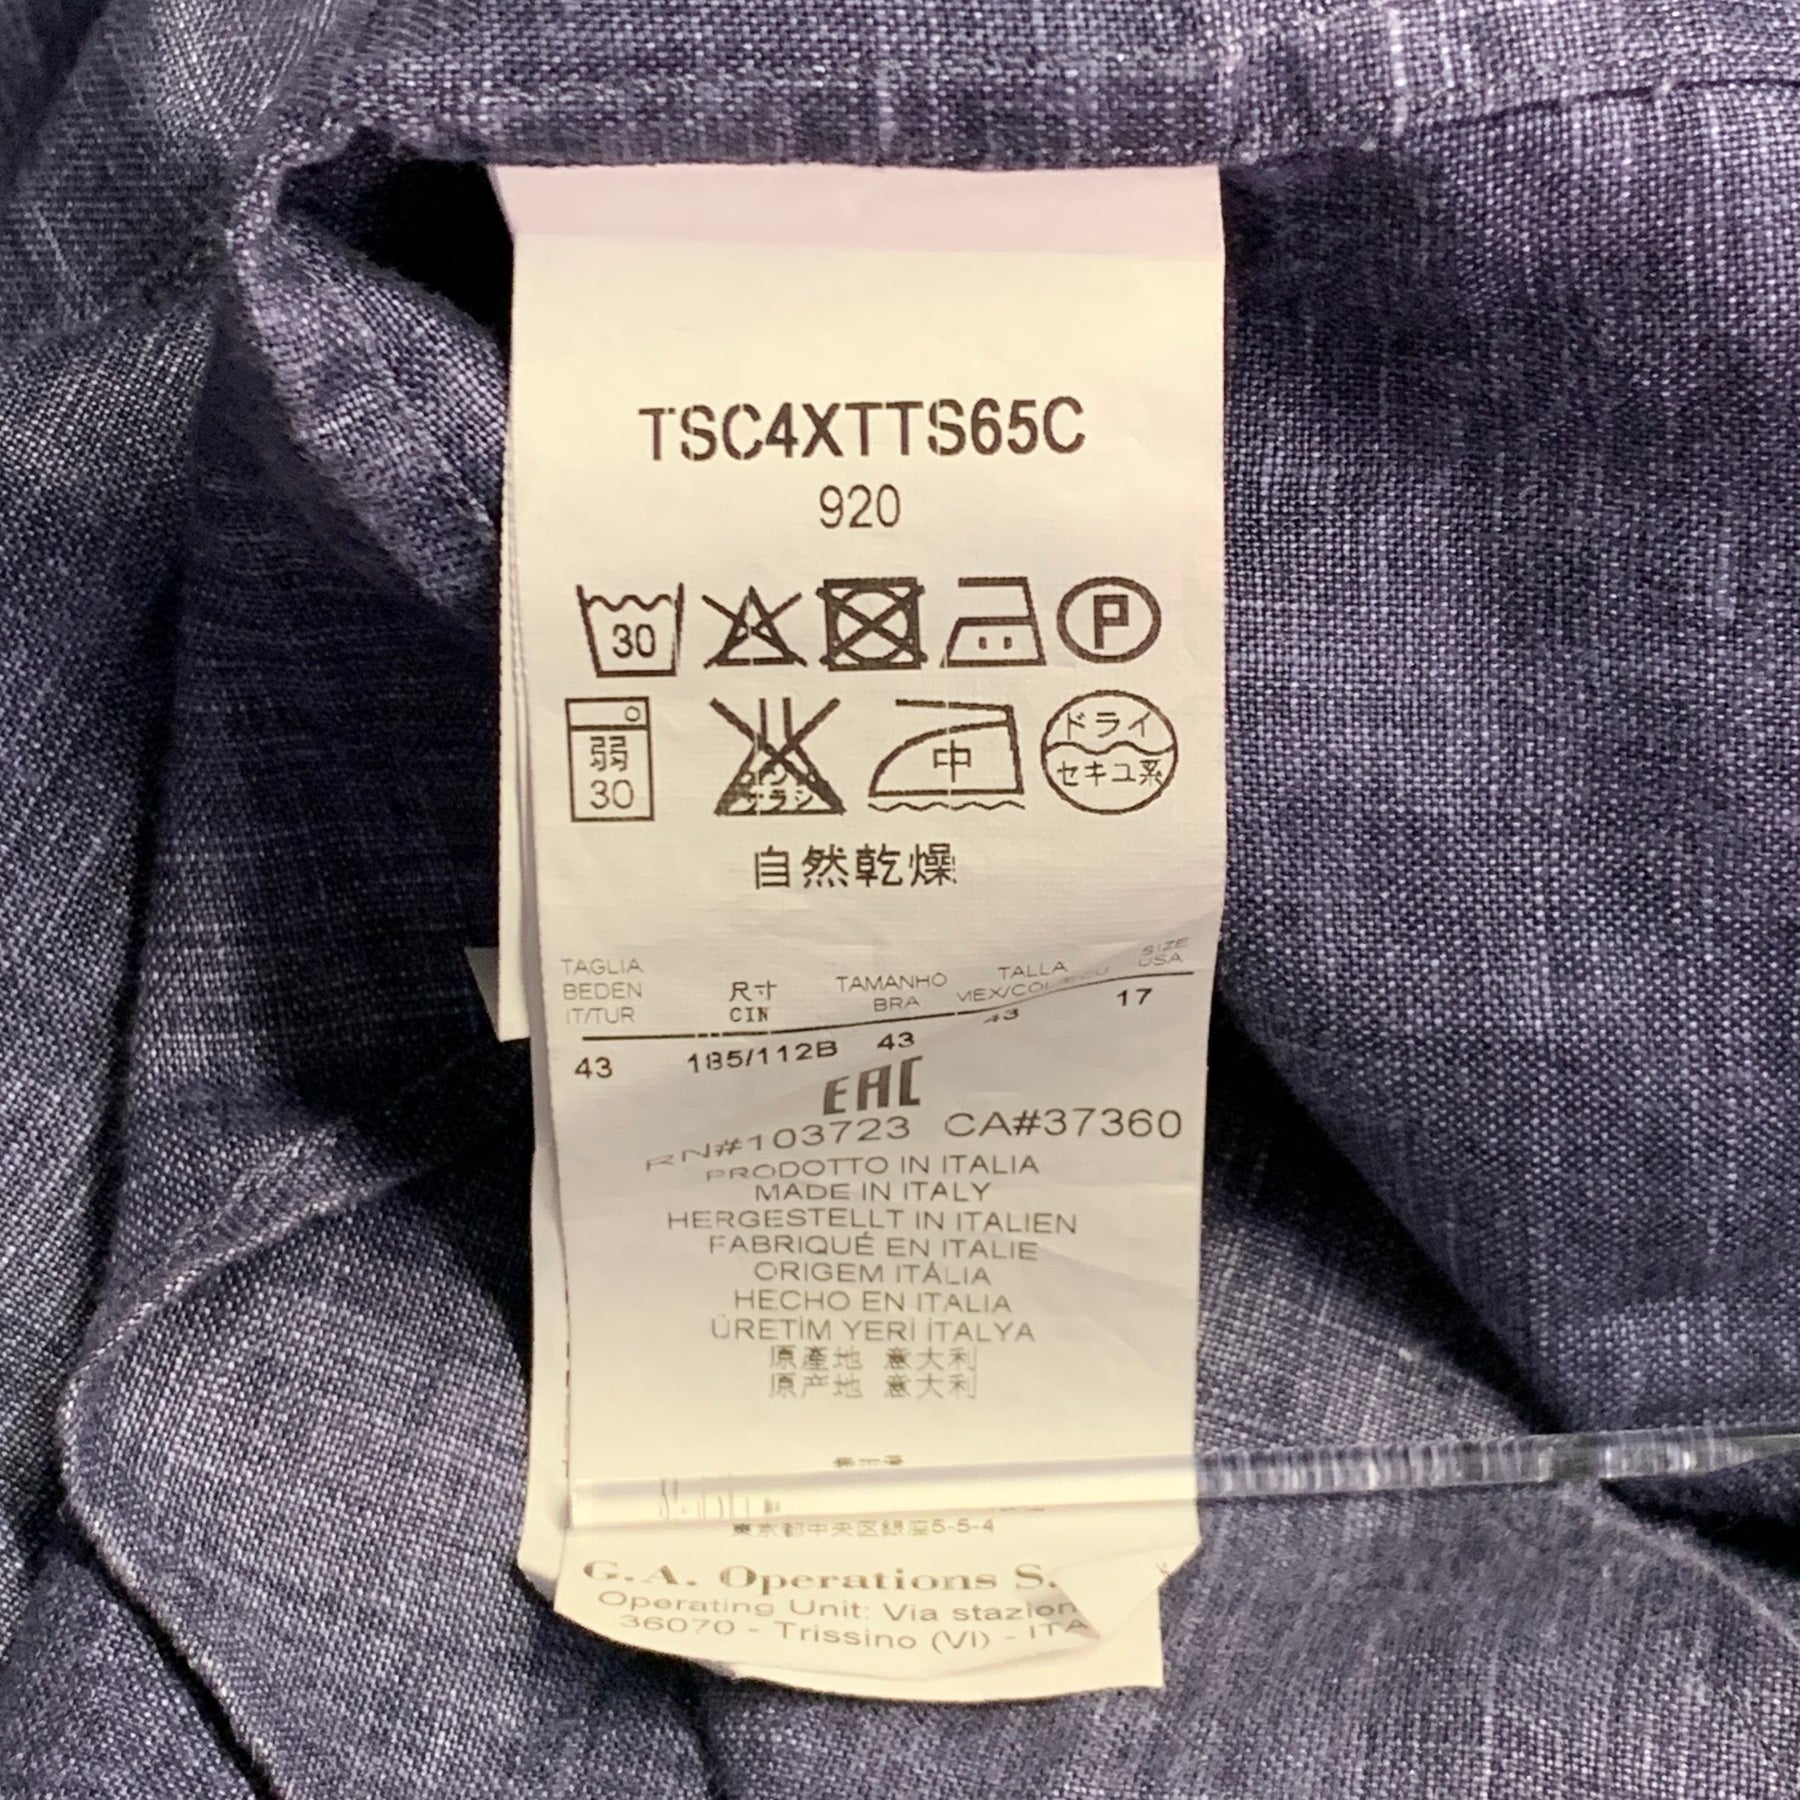 TSC4XTTS65C
920
30
P
弱
30
中
ドライ
セキユ系
自然乾燥
TAGLIA
BEDEN
IT/TUR
尺寸
CIN
TAMANHO
BRA
TALLA
MEX/COL/ECU
SIZE
USA
43
185/112B
43
43
17
EAC
RN#103723 CA#37360
PRODOTTO IN ITALIA
MADE IN ITALY
HERGESTELLT IN ITALIEN
FABRIQUÉ EN ITALIE
ORIGEM ITÁLIA
HECHO EN ITALIA
ÜRETİM YERİ İTALYA
原產地 意大利
原产地 意大利
東京都中央区銀座5-5-4
G.A. Operations S.
Operating Unit: Via stazion
36070 - Trissino (VI) - ITA